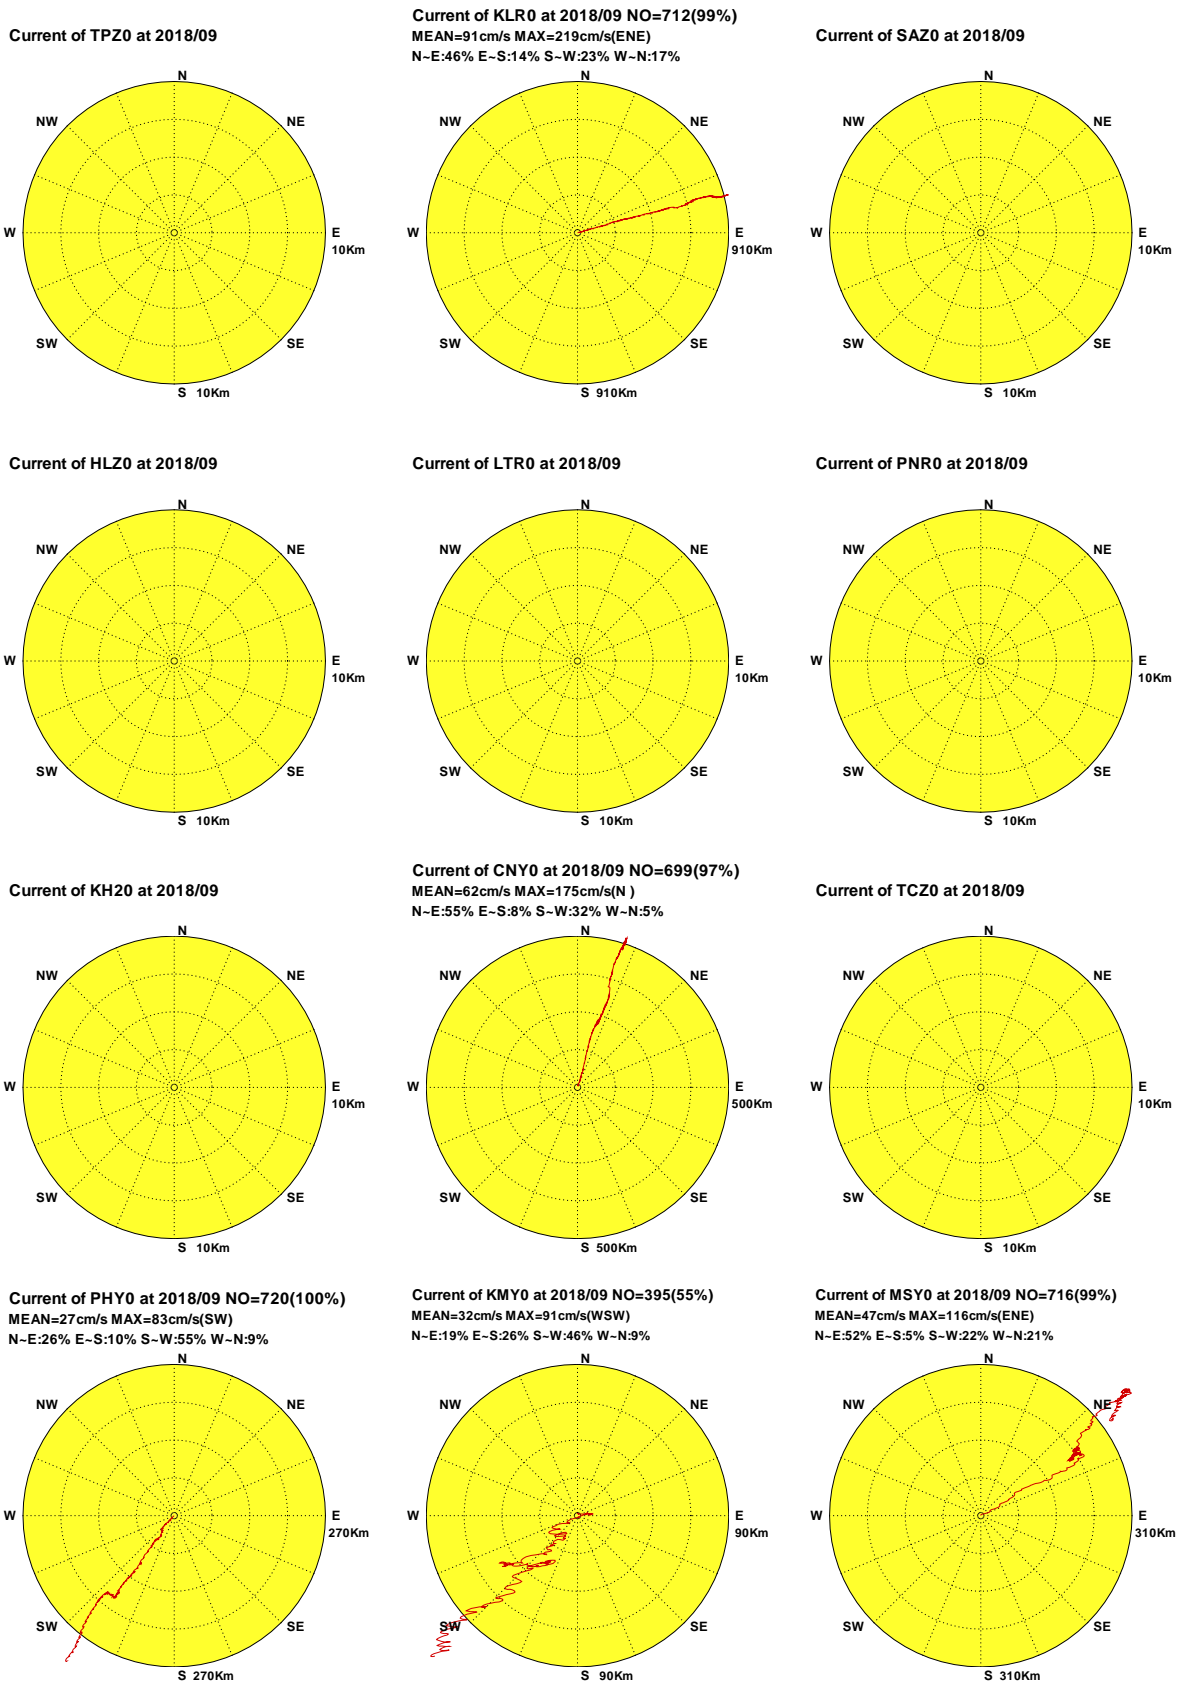 Current of TPZ0 at 2018/09
N
NW
NE
W
E
10Km
SW
SE
S 10Km
Current of KLR0 at 2018/09 NO=712(99%)
MEAN=91cm/s MAX=219cm/s(ENE)
N~E:46% E~S:14% S~W:23% W~N:17%
N
NW
NE
W
E
910Km
SW
SE
S 910Km
Current of SAZ0 at 2018/09
N
NW
NE
W
E
10Km
SW
SE
S 10Km
Current of HLZ0 at 2018/09
N
NW
NE
W
E
10Km
SW
SE
S 10Km
Current of LTR0 at 2018/09
N
NW
NE
W
E
10Km
SW
SE
S 10Km
Current of PNR0 at 2018/09
N
NW
NE
W
E
10Km
SW
SE
S 10Km
Current of KH20 at 2018/09
N
NW
NE
W
E
10Km
SW
SE
S 10Km
Current of CNY0 at 2018/09 NO=699(97%)
MEAN=62cm/s MAX=175cm/s(N )
N~E:55% E~S:8% S~W:32% W~N:5%
N
NW
NE
W
E
500Km
SW
SE
S 500Km
Current of TCZ0 at 2018/09
N
NW
NE
W
E
10Km
SW
SE
S 10Km
Current of PHY0 at 2018/09 NO=720(100%)
MEAN=27cm/s MAX=83cm/s(SW)
N~E:26% E~S:10% S~W:55% W~N:9%
N
NW
NE
W
E
270Km
SW
SE
S 270Km
Current of KMY0 at 2018/09 NO=395(55%)
MEAN=32cm/s MAX=91cm/s(WSW)
N~E:19% E~S:26% S~W:46% W~N:9%
N
NW
NE
W
E
90Km
SW
SE
S 90Km
Current of MSY0 at 2018/09 NO=716(99%)
MEAN=47cm/s MAX=116cm/s(ENE)
N~E:52% E~S:5% S~W:22% W~N:21%
N
NW
NE
W
E
310Km
SW
SE
S 310Km